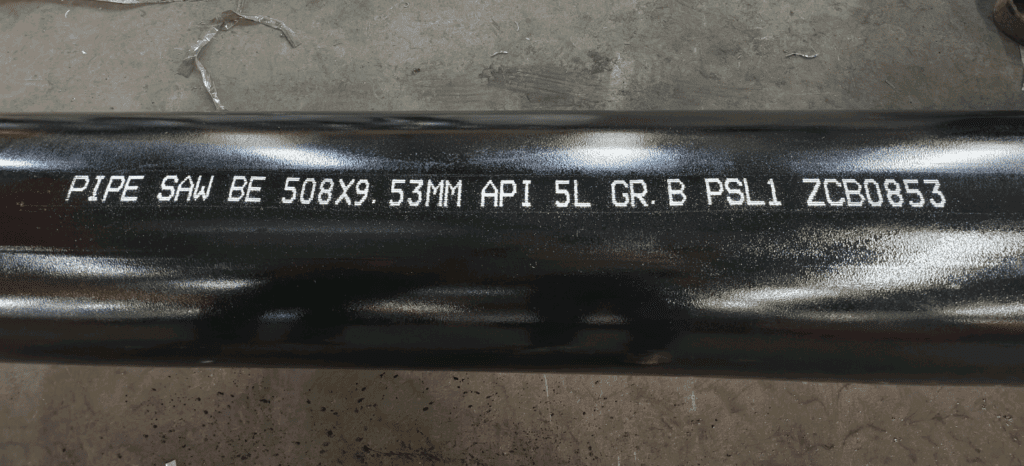 PIPE SAW BE 508X9.53MM API 5L GR.B PSL1 ZCB0853